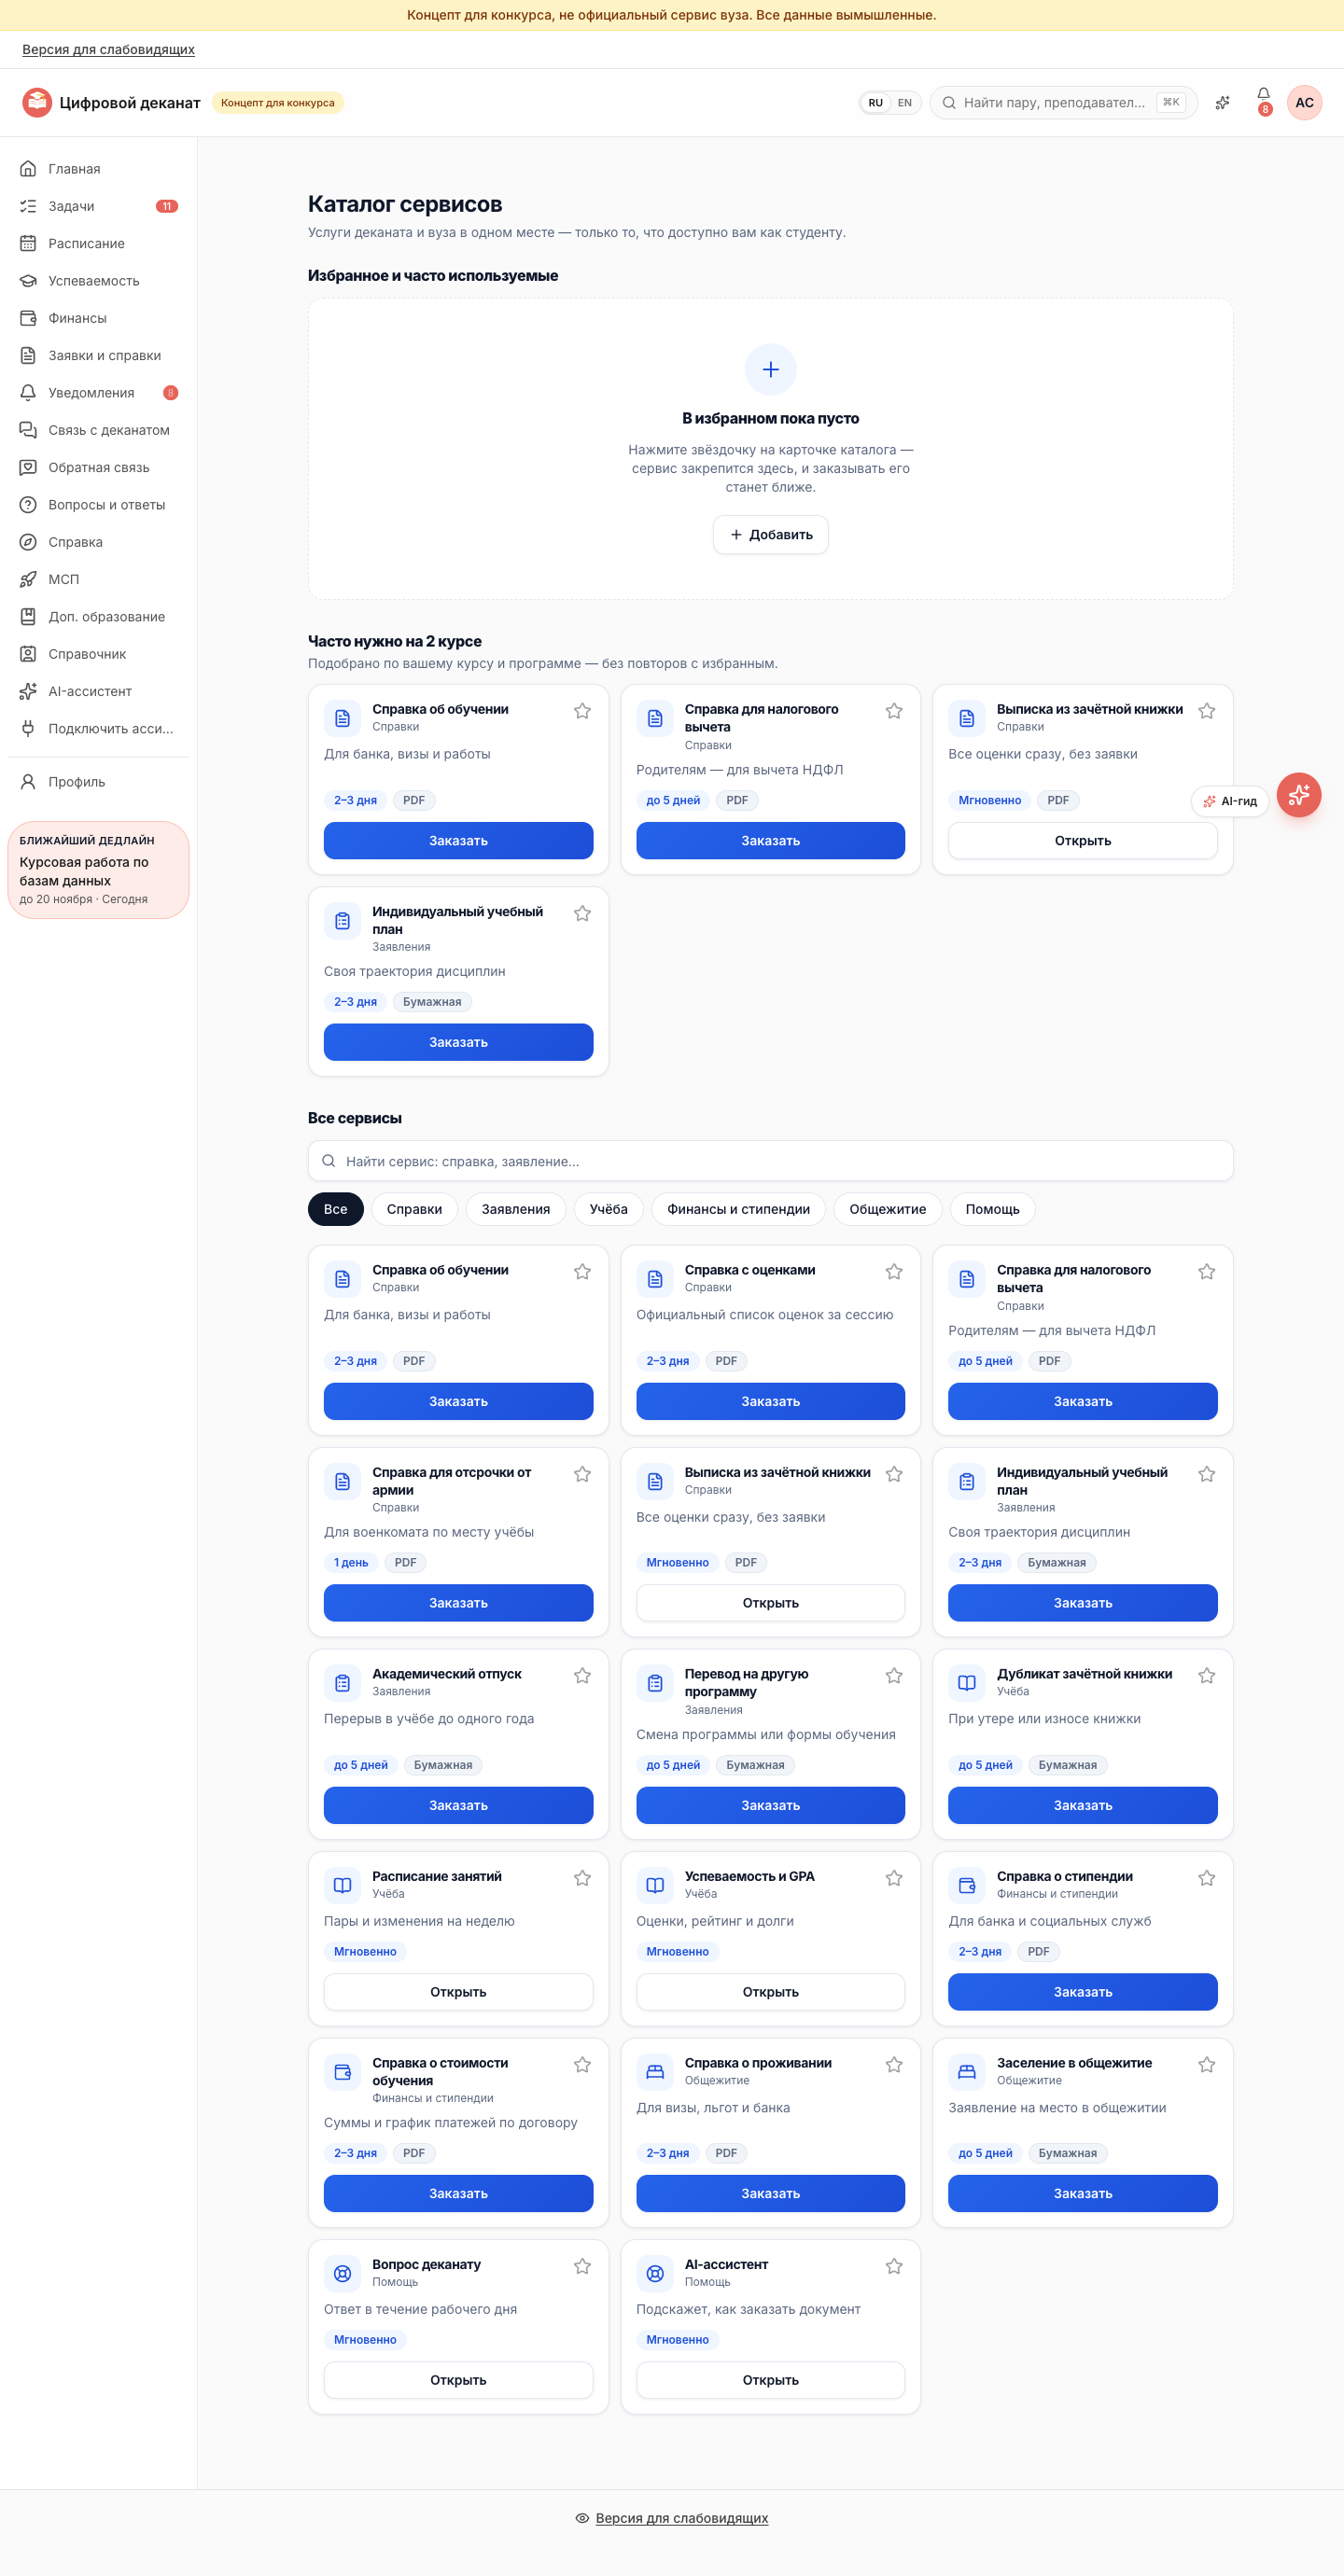 Концепт для конкурса, не официальный сервис вуза. Все данные вымышленные.
Версия для слабовидящих
Цифровой деканат
Концепт для конкурса
RU EN
Найти пару, преподавател...
⌘K
8
АС
Главная
Задачи 11
Расписание
Успеваемость
Финансы
Заявки и справки
Уведомления 8
Связь с деканатом
Обратная связь
Вопросы и ответы
Справка
МСП
Доп. образование
Справочник
AI-ассистент
Подключить асси...
Профиль
БЛИЖАЙШИЙ ДЕДЛАЙН
Курсовая работа по
базам данных
до 20 ноября · Сегодня
Каталог сервисов
Услуги деканата и вуза в одном месте — только то, что доступно вам как студенту.
Избранное и часто используемые
В избранном пока пусто
Нажмите звёздочку на карточке каталога —
сервис закрепится здесь, и заказывать его
станет ближе.
Добавить
Часто нужно на 2 курсе
Подобрано по вашему курсу и программе — без повторов с избранным.
Справка об обучении
Справки
Для банка, визы и работы
2–3 дня PDF
Заказать
Справка для налогового
вычета
Справки
Родителям — для вычета НДФЛ
до 5 дней PDF
Заказать
Выписка из зачётной книжки
Справки
Все оценки сразу, без заявки
Мгновенно PDF
Открыть
AI-гид
Индивидуальный учебный
план
Заявления
Своя траектория дисциплин
2–3 дня Бумажная
Заказать
Все сервисы
Найти сервис: справка, заявление...
Все Справки Заявления Учёба Финансы и стипендии Общежитие Помощь
Справка об обучении
Справки
Для банка, визы и работы
2–3 дня PDF
Заказать
Справка с оценками
Справки
Официальный список оценок за сессию
2–3 дня PDF
Заказать
Справка для налогового
вычета
Справки
Родителям — для вычета НДФЛ
до 5 дней PDF
Заказать
Справка для отсрочки от
армии
Справки
Для военкомата по месту учёбы
1 день PDF
Заказать
Выписка из зачётной книжки
Справки
Все оценки сразу, без заявки
Мгновенно PDF
Открыть
Индивидуальный учебный
план
Заявления
Своя траектория дисциплин
2–3 дня Бумажная
Заказать
Академический отпуск
Заявления
Перерыв в учёбе до одного года
до 5 дней Бумажная
Заказать
Перевод на другую
программу
Заявления
Смена программы или формы обучения
до 5 дней Бумажная
Заказать
Дубликат зачётной книжки
Учёба
При утере или износе книжки
до 5 дней Бумажная
Заказать
Расписание занятий
Учёба
Пары и изменения на неделю
Мгновенно
Открыть
Успеваемость и GPA
Учёба
Оценки, рейтинг и долги
Мгновенно
Открыть
Справка о стипендии
Финансы и стипендии
Для банка и социальных служб
2–3 дня PDF
Заказать
Справка о стоимости
обучения
Финансы и стипендии
Суммы и график платежей по договору
2–3 дня PDF
Заказать
Справка о проживании
Общежитие
Для визы, льгот и банка
2–3 дня PDF
Заказать
Заселение в общежитие
Общежитие
Заявление на место в общежитии
до 5 дней Бумажная
Заказать
Вопрос деканату
Помощь
Ответ в течение рабочего дня
Мгновенно
Открыть
AI-ассистент
Помощь
Подскажет, как заказать документ
Мгновенно
Открыть
Версия для слабовидящих